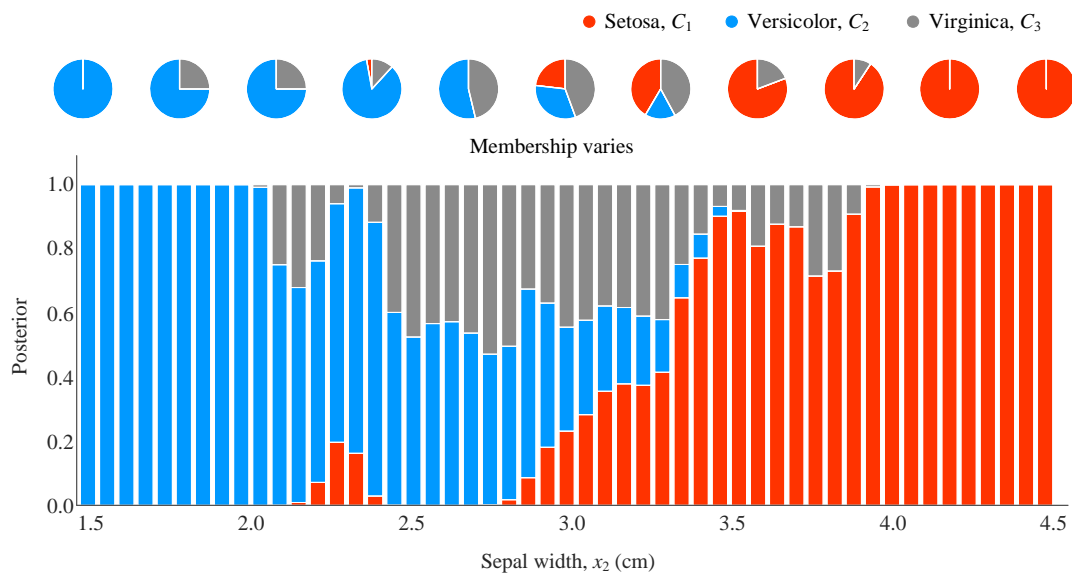 Setosa, C1 Versicolor, C2 Virginica, C3
Membership varies
1.0
0.8
0.6
0.4
0.2
0.0
Posterior
1.5 2.0 2.5 3.0 3.5 4.0 4.5
Sepal width, x2 (cm)